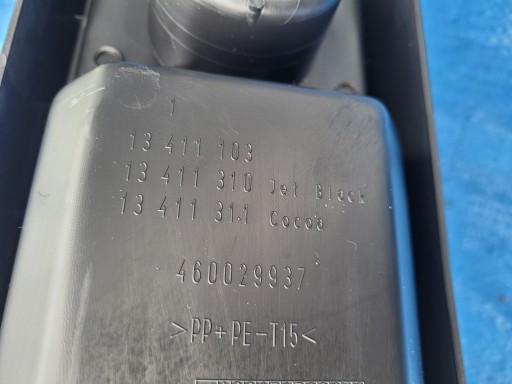 1
13 411 103
13 411 310 Jet Black
13 411 311 Cocoa
460029937
>PP+PE-T15<